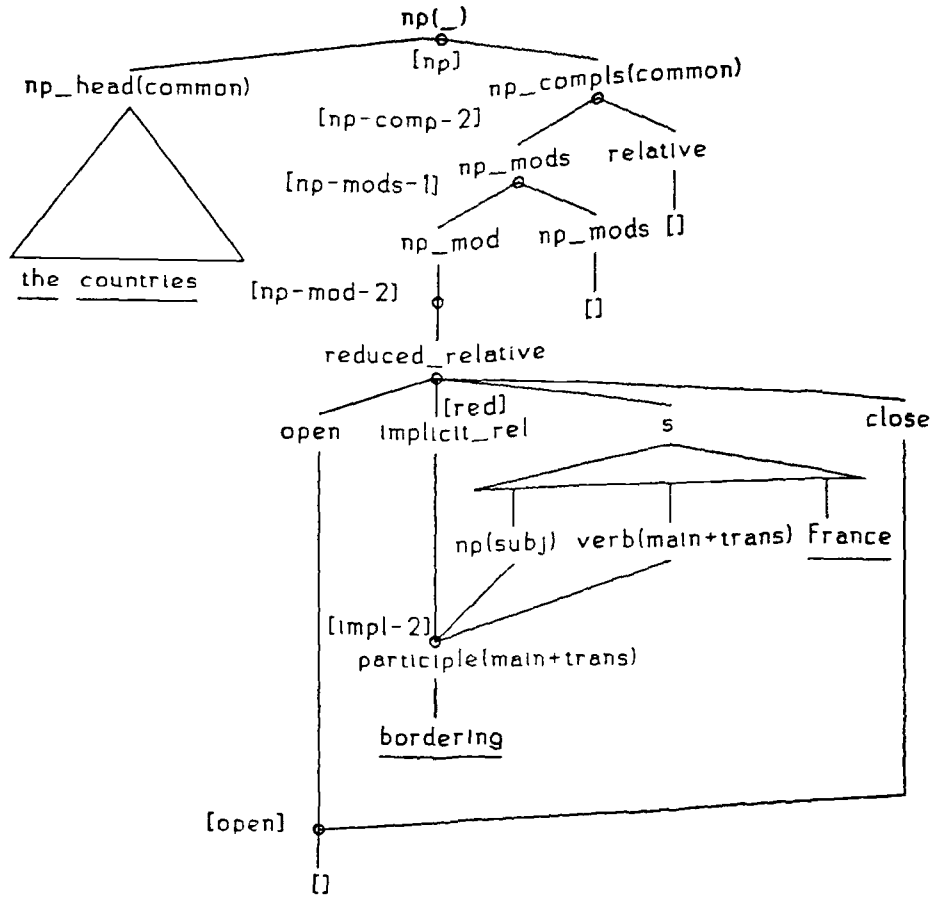 np(_)
[np]
np_head(common)
np_compls(common)
[np-comp-2]
np_mods
relative
[np-mods-1]
np_mod
np_mods
[]
the countries
[np-mod-2]
[]
reduced_relative
[red]
open
implicit_rel
s
close
np(subj)
verb(main+trans)
France
[impl-2]
participle(main+trans)
bordering
[open]
[]